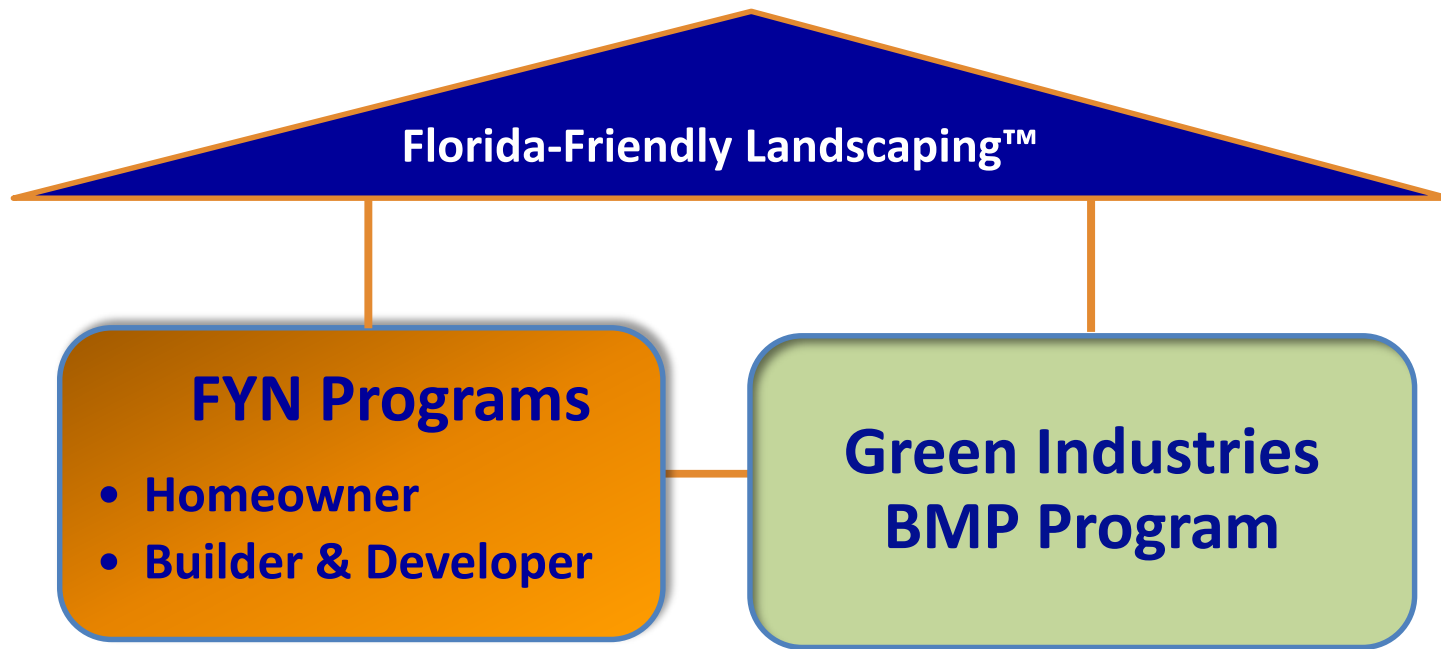 Florida-Friendly Landscaping™
FYN Programs
• Homeowner
• Builder & Developer
Green Industries
BMP Program